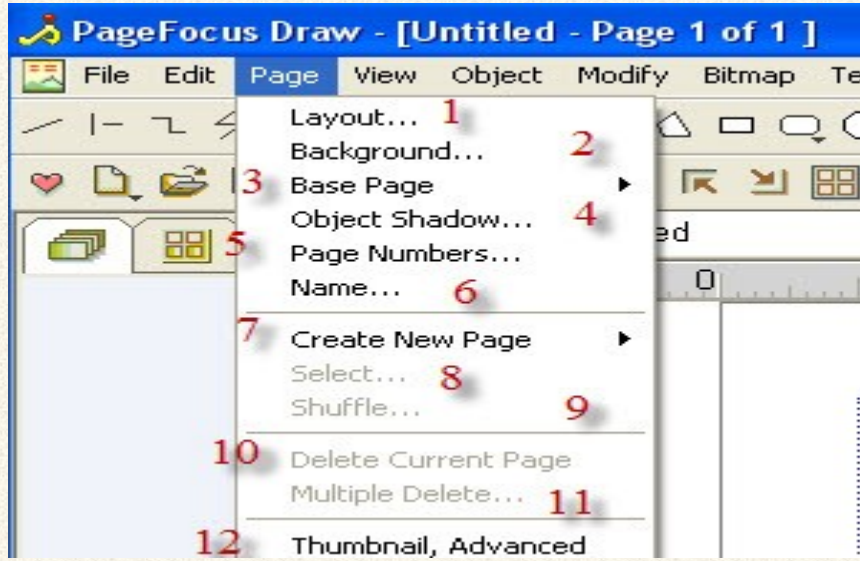 PageFocus Draw - [Untitled - Page 1 of 1 ]
File Edit Page View Object Modify Bitmap
Layout... 1
Background... 2
3 Base Page
Object Shadow... 4
5 Page Numbers...
Name... 6
0
7 Create New Page
Select... 8
Shuffle... 9
10 Delete Current Page
Multiple Delete... 11
12 Thumbnail, Advanced